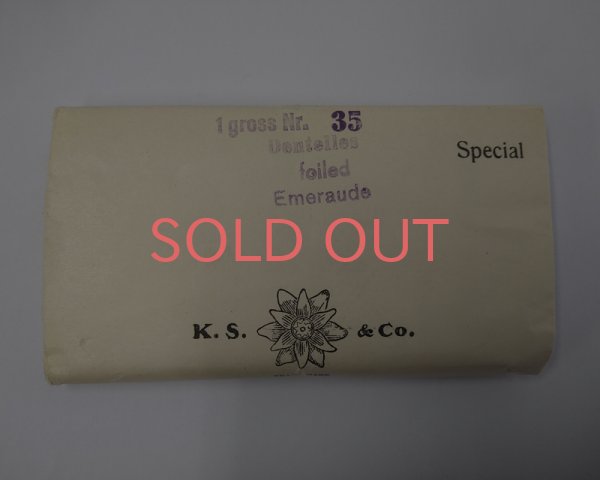 1 gross Nr. 35
Dentelles
foiled
Emeraude
Special
SOLD OUT
K. S. & Co.